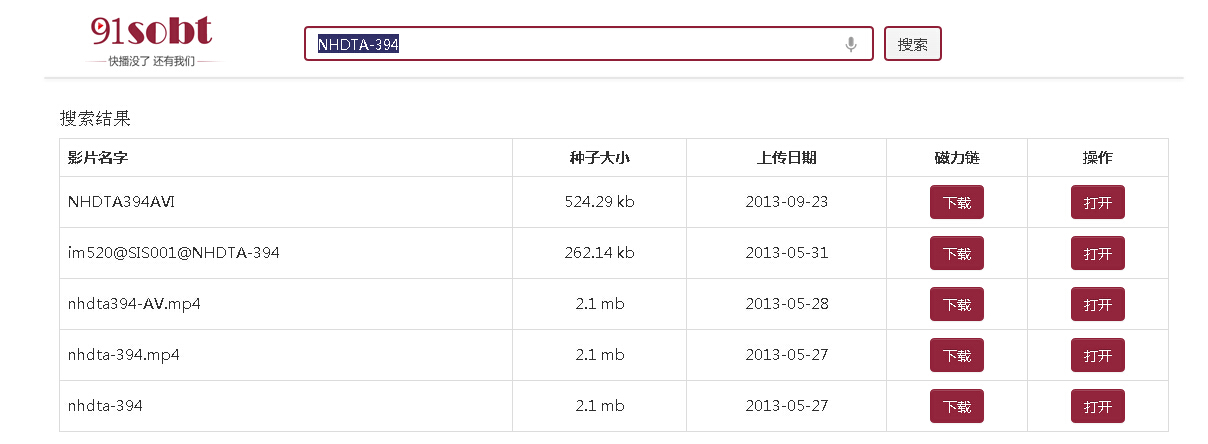 91sobt
快播没了 还有我们
NHDTA-394
搜索
搜索结果
影片名字 种子大小 上传日期 磁力链 操作
NHDTA394AVI 524.29 kb 2013-09-23 下载 打开
im520@SIS001@NHDTA-394 262.14 kb 2013-05-31 下载 打开
nhdta394-AV.mp4 2.1 mb 2013-05-28 下载 打开
nhdta-394.mp4 2.1 mb 2013-05-27 下载 打开
nhdta-394 2.1 mb 2013-05-27 下载 打开